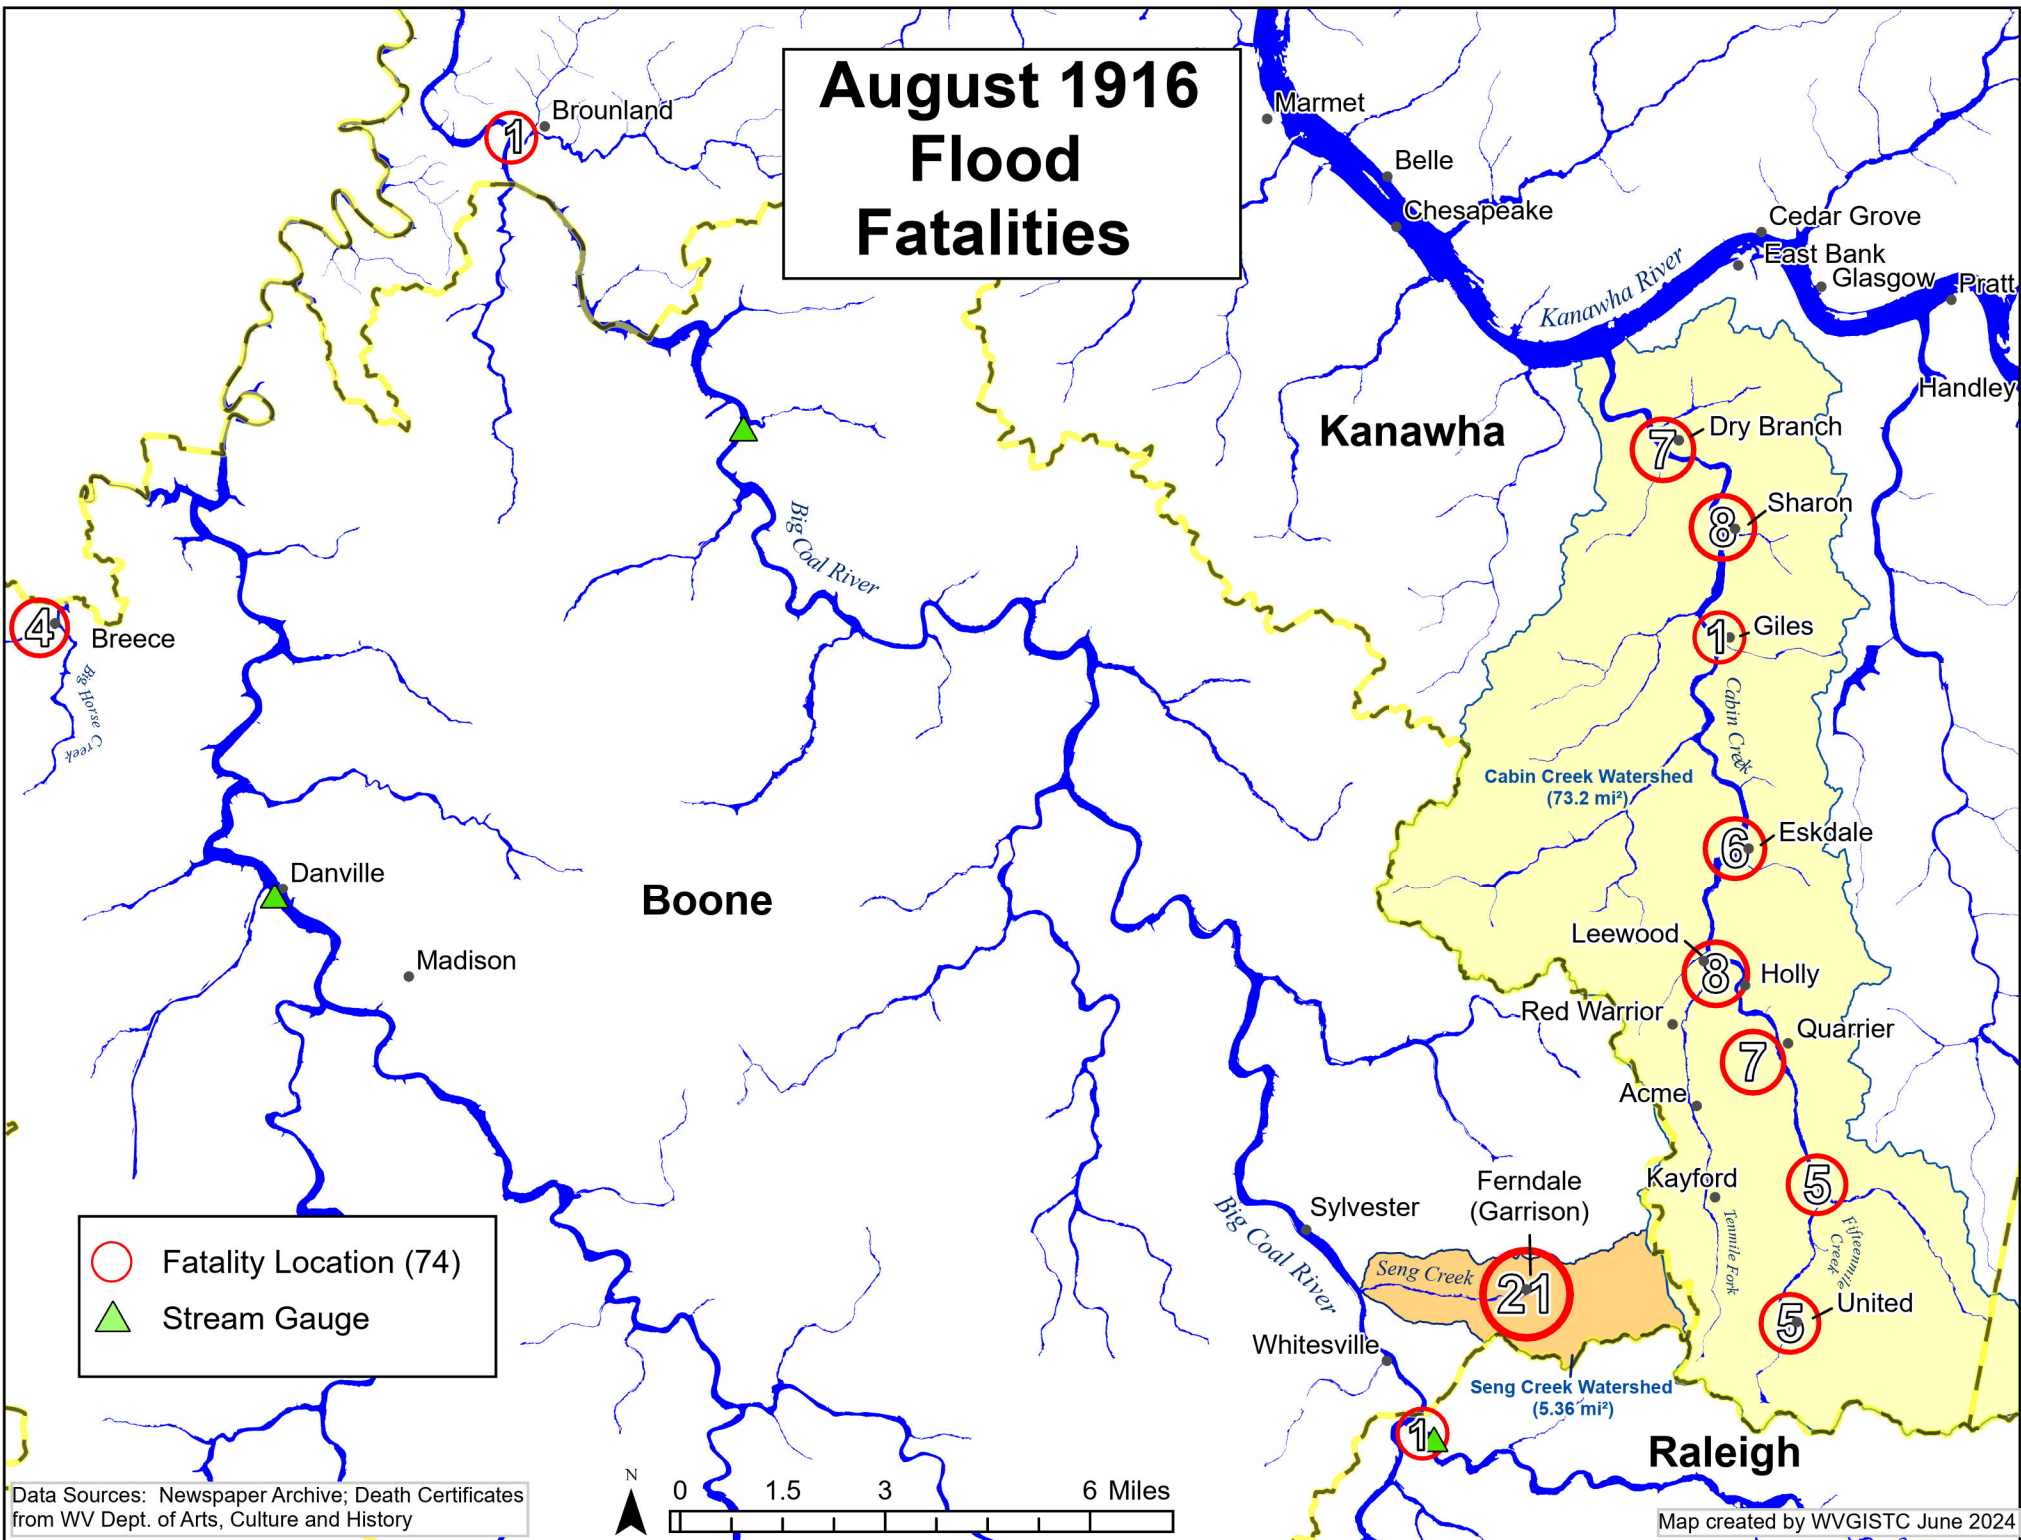 August 1916
Flood
Fatalities
Brounland
1
Marmet
Belle
Chesapeake
Cedar Grove
East Bank
Glasgow
Pratt
Kanawha River
Handley
Kanawha
7
Dry Branch
8
Sharon
Big Coal River
4
Breece
1
Giles
Big Horse Creek
Cabin Creek
Cabin Creek Watershed
(73.2 mi²)
6
Eskdale
Danville
Boone
Madison
Leewood
8
Holly
Red Warrior
Quarrier
7
Acme
Kayford
5
Ferndale
(Garrison)
Sylvester
Big Coal River
Tenmile Fork
Fifteenmile
Creek
Seng Creek
21
United
5
Whitesville
Seng Creek Watershed
(5.36 mi²)
1
Raleigh
Fatality Location (74)
Stream Gauge
N
0 1.5 3 6 Miles
Data Sources: Newspaper Archive; Death Certificates
from WV Dept. of Arts, Culture and History
Map created by WVGISTC June 2024